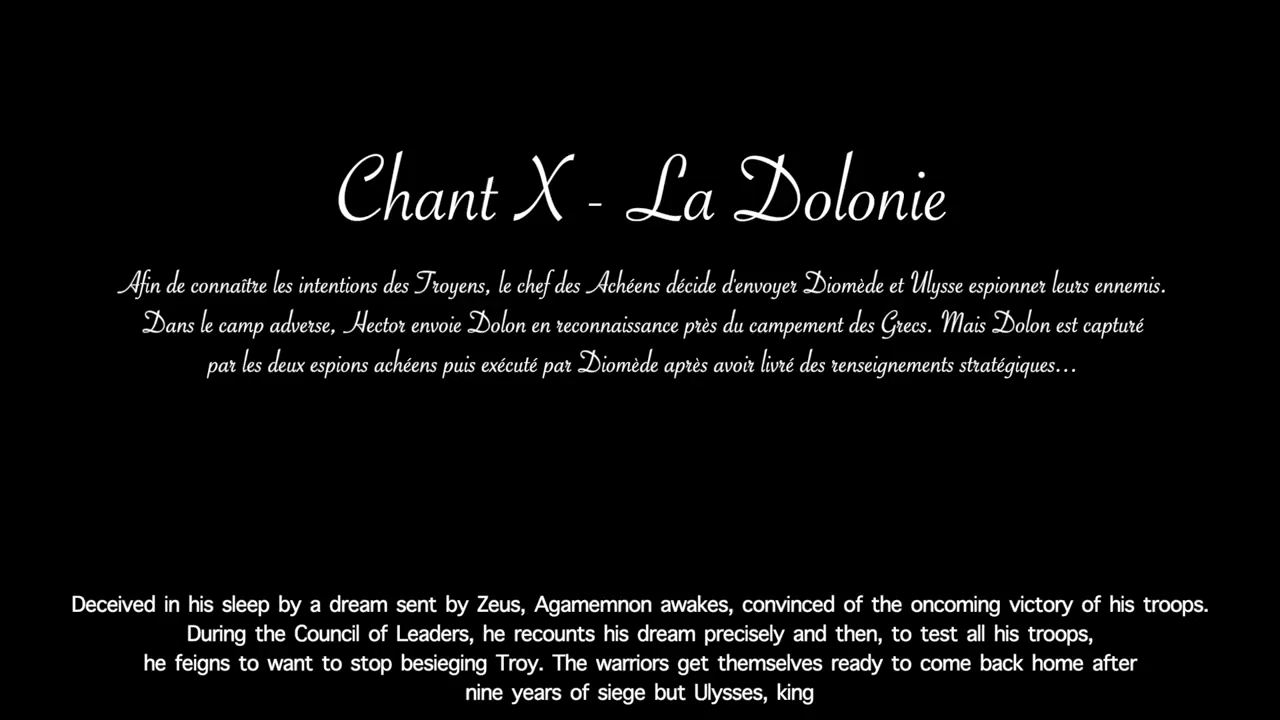 Chant X - La Dolonie
Afin de connaître les intentions des Troyens, le chef des Achéens décide d'envoyer Diomède et Ulysse espionner leurs ennemis.
Dans le camp adverse, Hector envoie Dolon en reconnaissance près du campement des Grecs. Mais Dolon est capturé
par les deux espions achéens puis exécuté par Diomède après avoir livré des renseignements stratégiques...
Deceived in his sleep by a dream sent by Zeus, Agamemnon awakes, convinced of the oncoming victory of his troops.
During the Council of Leaders, he recounts his dream precisely and then, to test all his troops,
he feigns to want to stop besieging Troy. The warriors get themselves ready to come back home after
nine years of siege but Ulysses, king